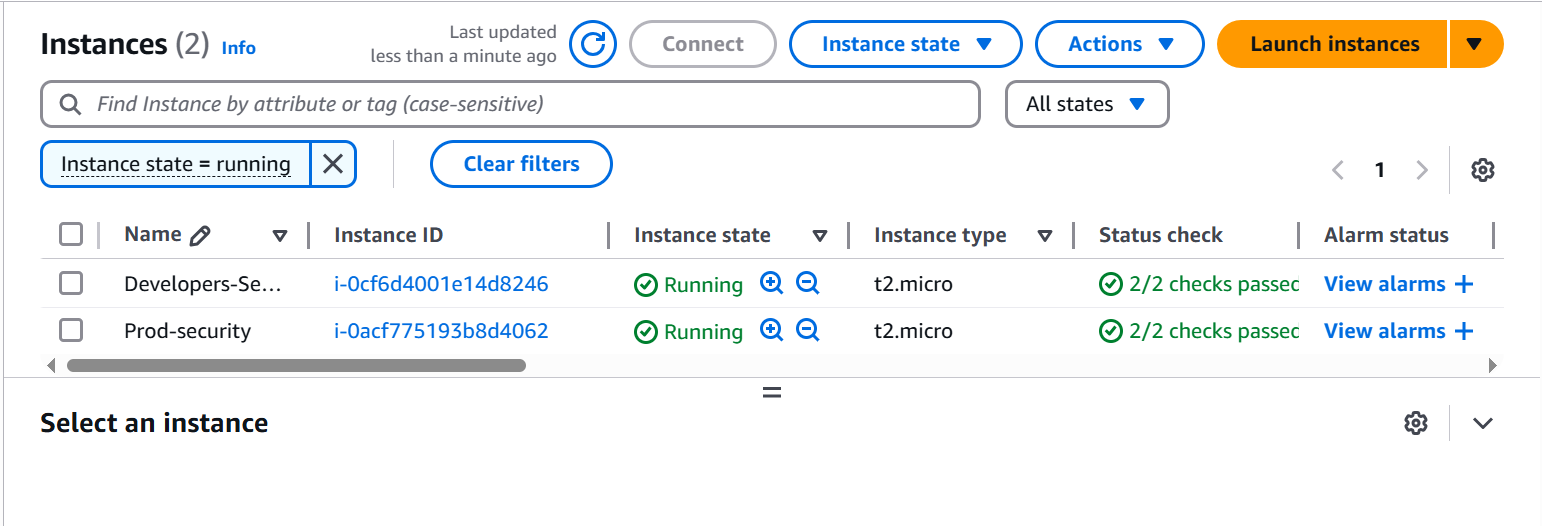 Instances (2) Info
Last updated
less than a minute ago
Connect
Instance state
Actions
Launch instances
Find Instance by attribute or tag (case-sensitive)
All states
Instance state = running
Clear filters
1
Name Instance ID Instance state Instance type Status check Alarm status
Developers-Se... i-0cf6d4001e14d8246 Running t2.micro 2/2 checks passed View alarms +
Prod-security i-0acf775193b8d4062 Running t2.micro 2/2 checks passed View alarms +
Select an instance